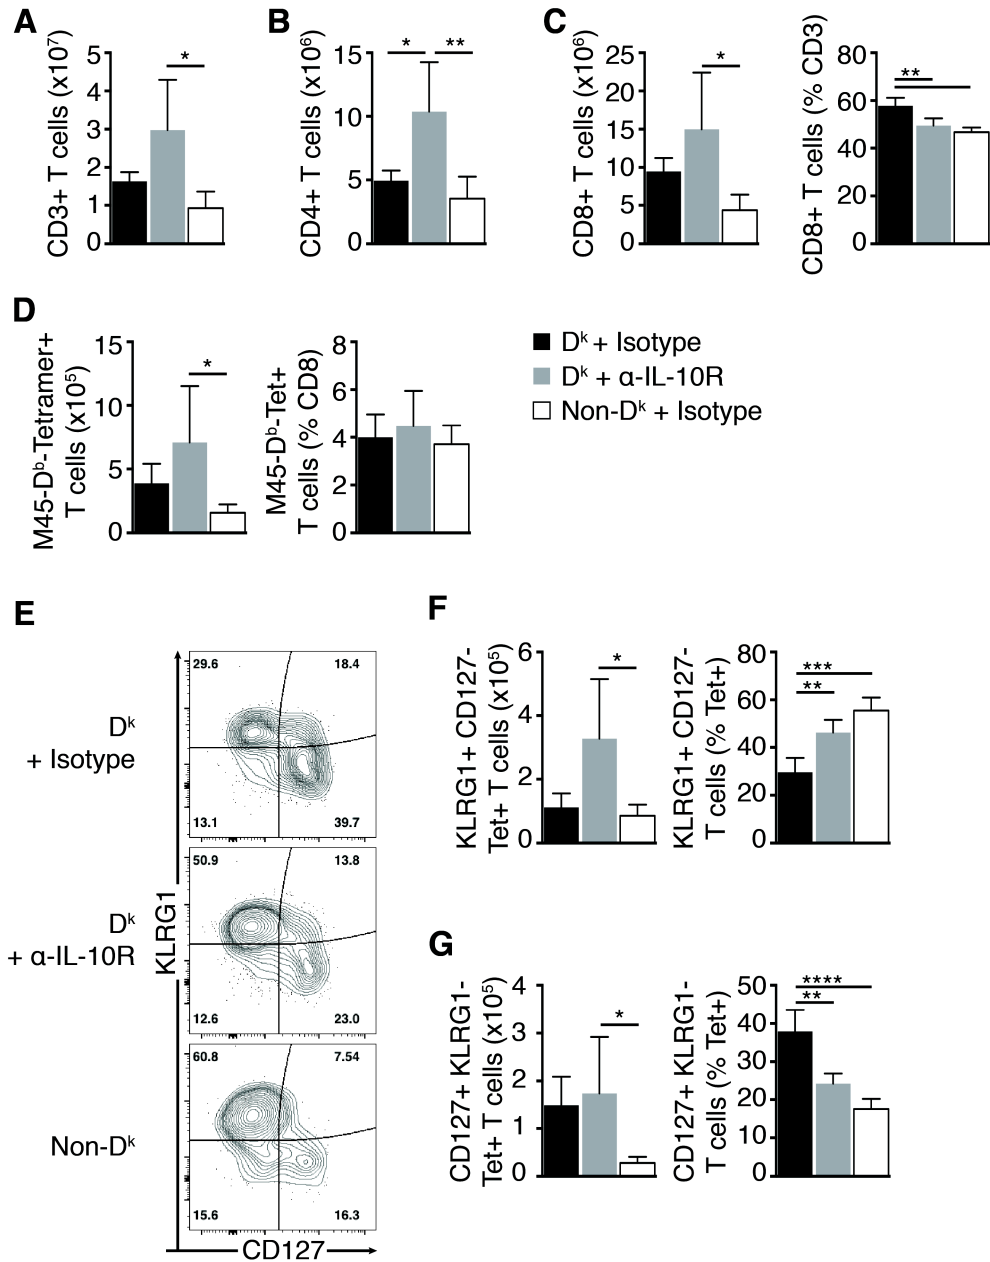 A
CD3+ T cells (x10⁷)
5
4
3
2
1
0
*
B
CD4+ T cells (x10⁶)
15
10
5
0
*
**
C
CD8+ T cells (x10⁶)
25
20
15
10
5
0
*
CD8+ T cells (% CD3)
80
60
40
20
0
**
D
M45-Dᵇ-Tetramer+
T cells (x10⁵)
15
10
5
0
*
M45-Dᵇ-Tet+
T cells (% CD8)
8
6
4
2
0
Dᵏ + Isotype
Dᵏ + α-IL-10R
Non-Dᵏ + Isotype
E
Dᵏ
+ Isotype
29.6
18.4
13.1
39.7
Dᵏ
+ α-IL-10R
50.9
13.8
12.6
23.0
Non-Dᵏ
60.8
7.54
15.6
16.3
KLRG1
CD127
F
KLRG1+ CD127-
Tet+ T cells (x10⁵)
6
4
2
0
*
KLRG1+ CD127-
T cells (% Tet+)
80
60
40
20
0
***
**
G
CD127+ KLRG1-
Tet+ T cells (x10⁵)
4
3
2
1
0
*
CD127+ KLRG1-
T cells (% Tet+)
50
40
30
20
10
0
****
**